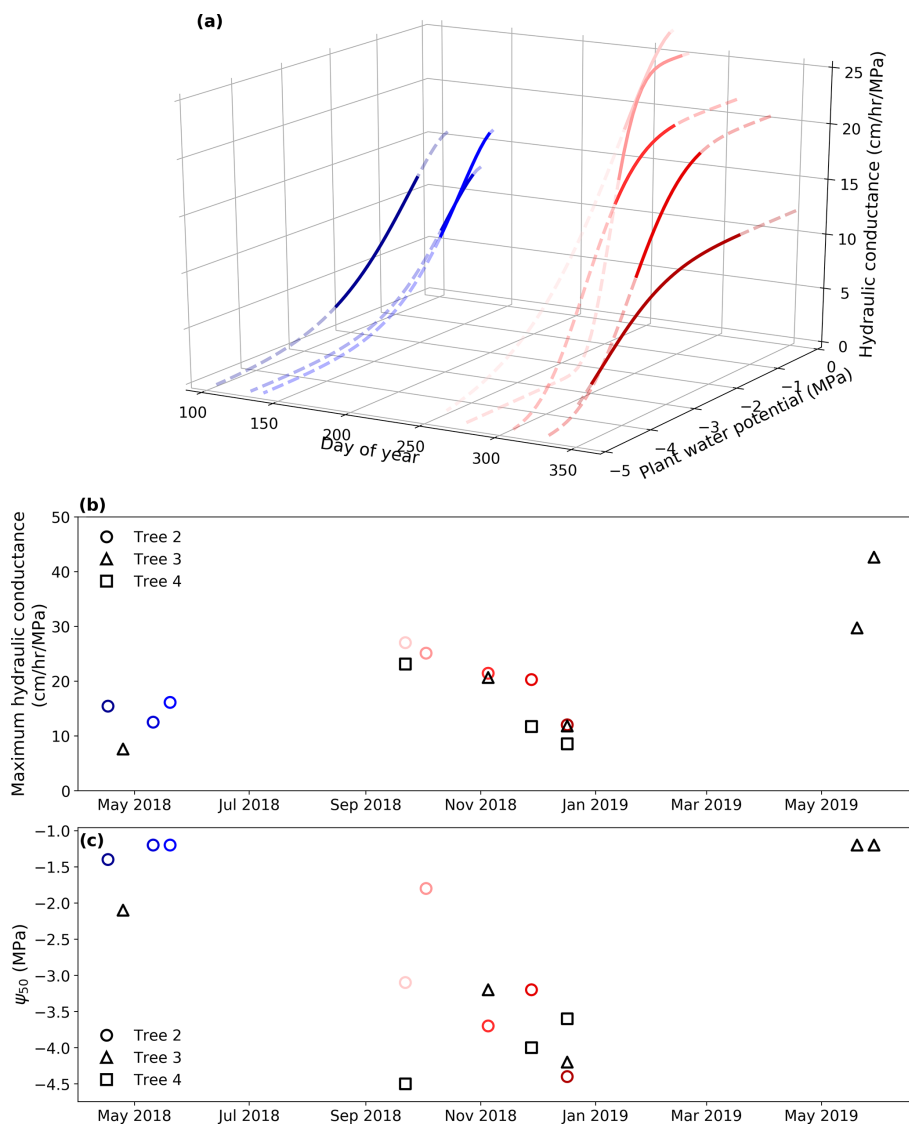 (a)
25
20
15
10
5
0
Hydraulic conductance (cm/hr/MPa)
0
−1
−2
−3
−4
−5
Plant water potential (MPa)
100
150
200
250
300
350
Day of year
(b)
50
40
30
20
10
0
Maximum hydraulic conductance
(cm/hr/MPa)
Tree 2
Tree 3
Tree 4
May 2018
Jul 2018
Sep 2018
Nov 2018
Jan 2019
Mar 2019
May 2019
(c)
−1.0
−1.5
−2.0
−2.5
−3.0
−3.5
−4.0
−4.5
ψ50 (MPa)
Tree 2
Tree 3
Tree 4
May 2018
Jul 2018
Sep 2018
Nov 2018
Jan 2019
Mar 2019
May 2019